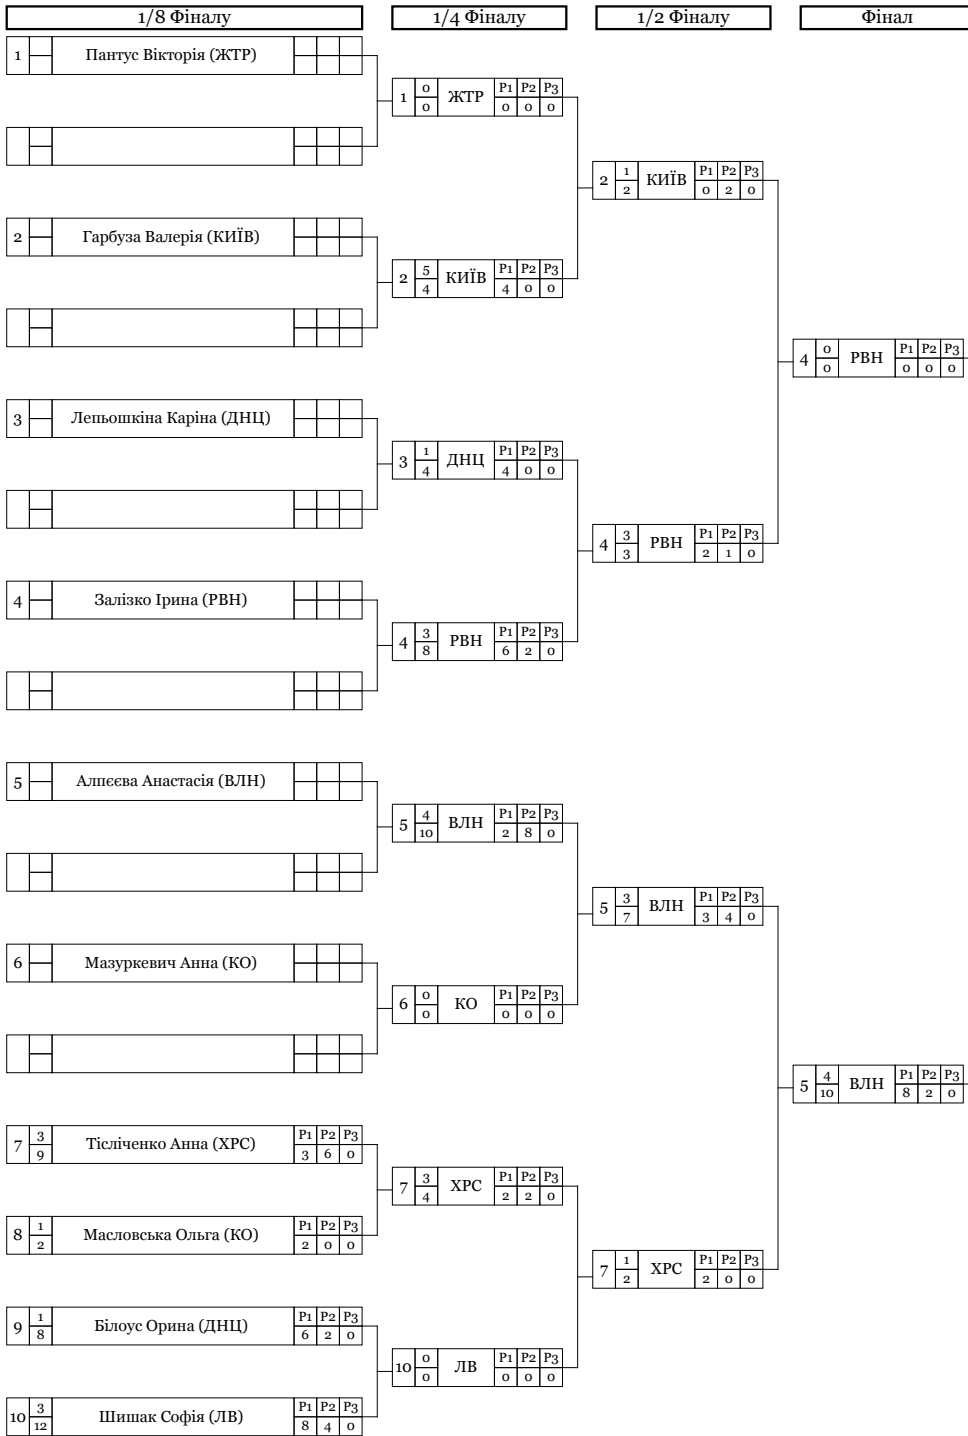 1/8 Фіналу 1/4 Фіналу 1/2 Фіналу Фінал
1 Пантус Вікторія (ЖТР)
1 0 ЖТР P1 P2 P3
0 0 0 0
2 1 КИЇВ P1 P2 P3
2 0 2 0
2 Гарбуза Валерія (КИЇВ)
2 5 КИЇВ P1 P2 P3
4 4 0 0
4 0 РВН P1 P2 P3
0 0 0 0
3 Лепьошкіна Каріна (ДНЦ)
3 1 ДНЦ P1 P2 P3
4 4 0 0
4 3 РВН P1 P2 P3
3 2 1 0
4 Залізко Ірина (РВН)
4 3 РВН P1 P2 P3
8 6 2 0
5 Алпєєва Анастасія (ВЛН)
5 4 ВЛН P1 P2 P3
10 2 8 0
5 3 ВЛН P1 P2 P3
7 3 4 0
6 Мазуркевич Анна (КО)
6 0 КО P1 P2 P3
0 0 0 0
5 4 ВЛН P1 P2 P3
10 8 2 0
7 3 Тісліченко Анна (ХРС) P1 P2 P3
9 3 6 0
7 3 ХРС P1 P2 P3
4 2 2 0
8 1 Масловська Ольга (КО) P1 P2 P3
2 2 0 0
7 1 ХРС P1 P2 P3
2 2 0 0
9 1 Білоус Орина (ДНЦ) P1 P2 P3
8 6 2 0
10 0 ЛВ P1 P2 P3
0 0 0 0
10 3 Шишак Софія (ЛВ) P1 P2 P3
12 8 4 0